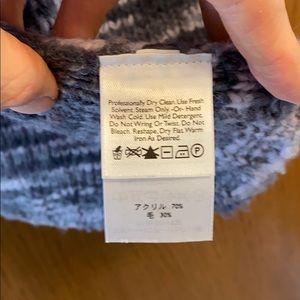 Professionally Dry Clean. Use Fresh
Solvent. Steam Only. -Or- Hand
Wash Cold. Use Mild Detergent.
Do Not Wring Or Twist. Do Not
Bleach. Reshape, Dry Flat. Warm
Iron As Desired.
P
アクリル 70%
毛 30%